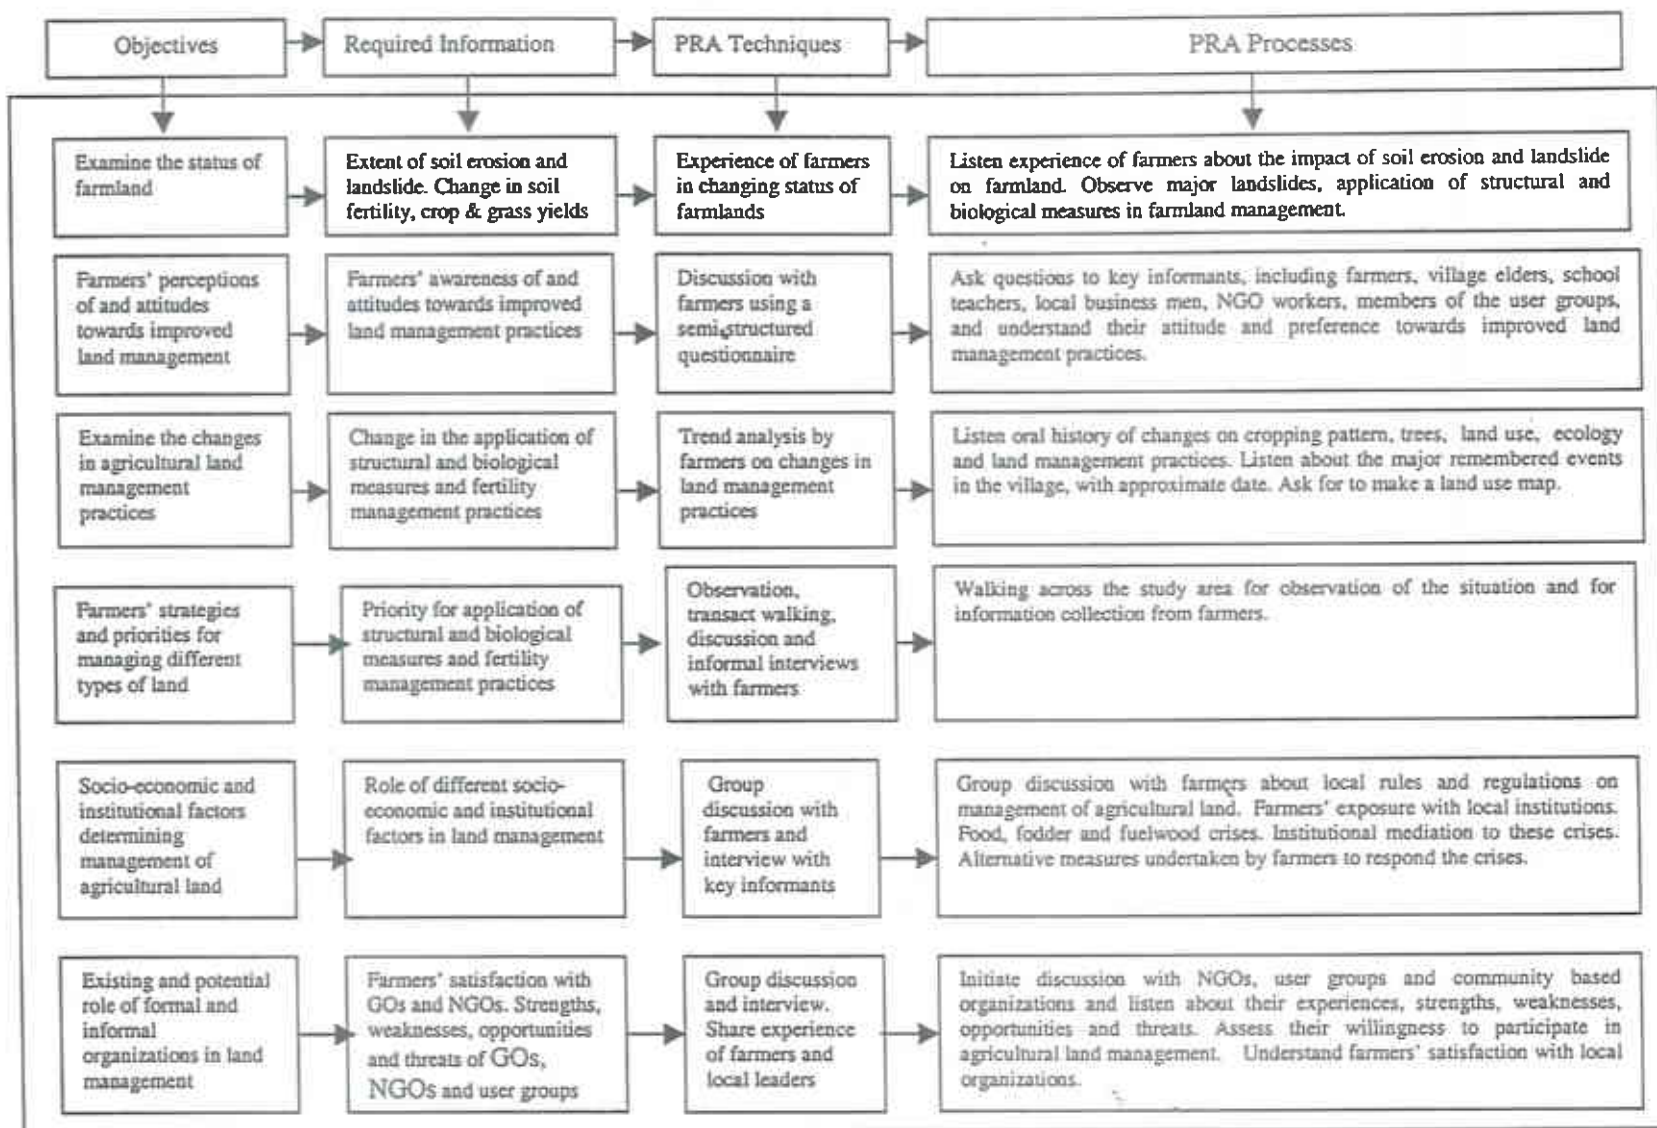 Objectives
Required Information
PRA Techniques
PRA Processes
Examine the status of
farmland
Extent of soil erosion and
landslide. Change in soil
fertility, crop & grass yields
Experience of farmers
in changing status of
farmlands
Listen experience of farmers about the impact of soil erosion and landslide
on farmland. Observe major landslides, application of structural and
biological measures in farmland management.
Farmers' perceptions
of and attitudes
towards improved
land management
Farmers' awareness of and
attitudes towards improved
land management practices
Discussion with
farmers using a
semi-structured
questionnaire
Ask questions to key informants, including farmers, village elders, school
teachers, local business men, NGO workers, members of the user groups,
and understand their attitude and preference towards improved land
management practices.
Examine the changes
in agricultural land
management
practices
Change in the application of
structural and biological
measures and fertility
management practices
Trend analysis by
farmers on changes in
land management
practices
Listen oral history of changes on cropping pattern, trees, land use, ecology
and land management practices. Listen about the major remembered events
in the village, with approximate date. Ask for to make a land use map.
Farmers' strategies
and priorities for
managing different
types of land
Priority for application of
structural and biological
measures and fertility
management practices
Observation,
transact walking,
discussion and
informal interviews
with farmers
Walking across the study area for observation of the situation and for
information collection from farmers.
Socio-economic and
institutional factors
determining
management of
agricultural land
Role of different socio-
economic and institutional
factors in land management
Group
discussion with
farmers and
interview with
key informants
Group discussion with farmers about local rules and regulations on
management of agricultural land. Farmers' exposure with local institutions.
Food, fodder and fuelwood crises. Institutional mediation to these crises.
Alternative measures undertaken by farmers to respond the crises.
Existing and potential
role of formal and
informal
organizations in land
management
Farmers' satisfaction with
GOs and NGOs. Strengths,
weaknesses, opportunities
and threats of GOs,
NGOs and user groups
Group discussion
and interview.
Share experience
of farmers and
local leaders
Initiate discussion with NGOs, user groups and community based
organizations and listen about their experiences, strengths, weaknesses,
opportunities and threats. Assess their willingness to participate in
agricultural land management. Understand farmers' satisfaction with local
organizations.